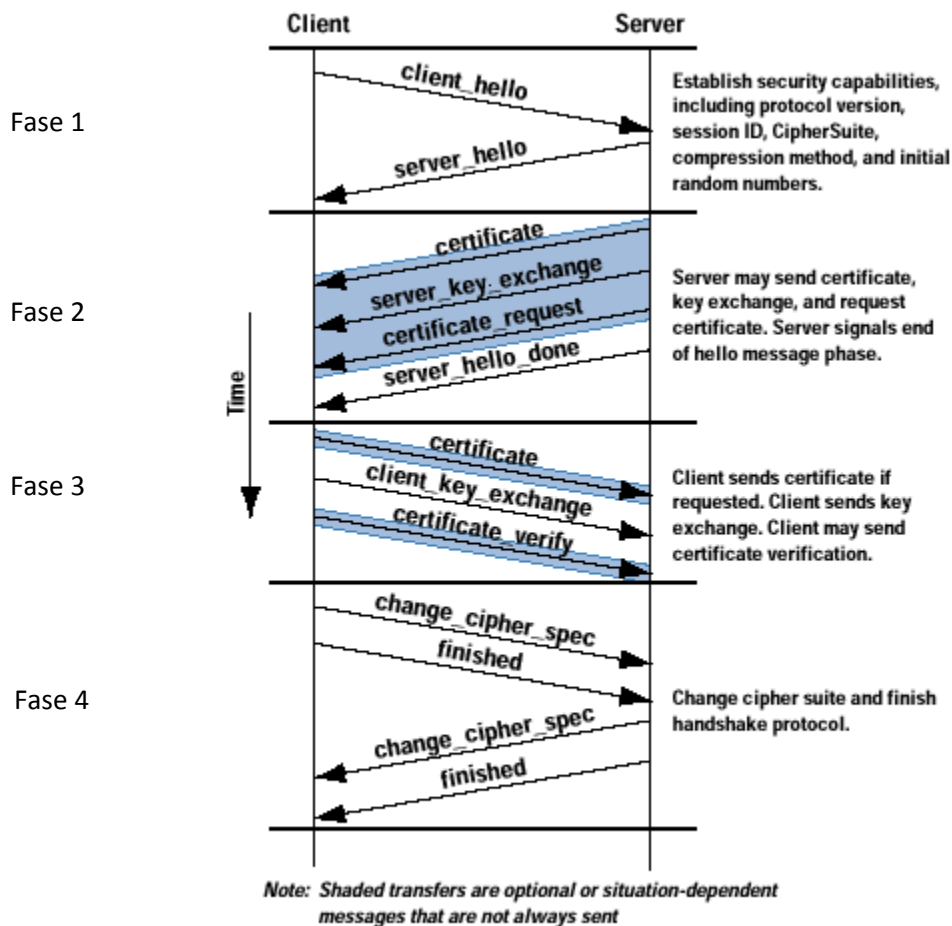 Client
Server
Fase 1
client_hello
server_hello
Establish security capabilities,
including protocol version,
session ID, CipherSuite,
compression method, and initial
random numbers.
Fase 2
certificate
server_key_exchange
certificate_request
server_hello_done
Server may send certificate,
key exchange, and request
certificate. Server signals end
of hello message phase.
Time
Fase 3
certificate
client_key_exchange
certificate_verify
Client sends certificate if
requested. Client sends key
exchange. Client may send
certificate verification.
Fase 4
change_cipher_spec
finished
change_cipher_spec
finished
Change cipher suite and finish
handshake protocol.
Note: Shaded transfers are optional or situation-dependent
messages that are not always sent